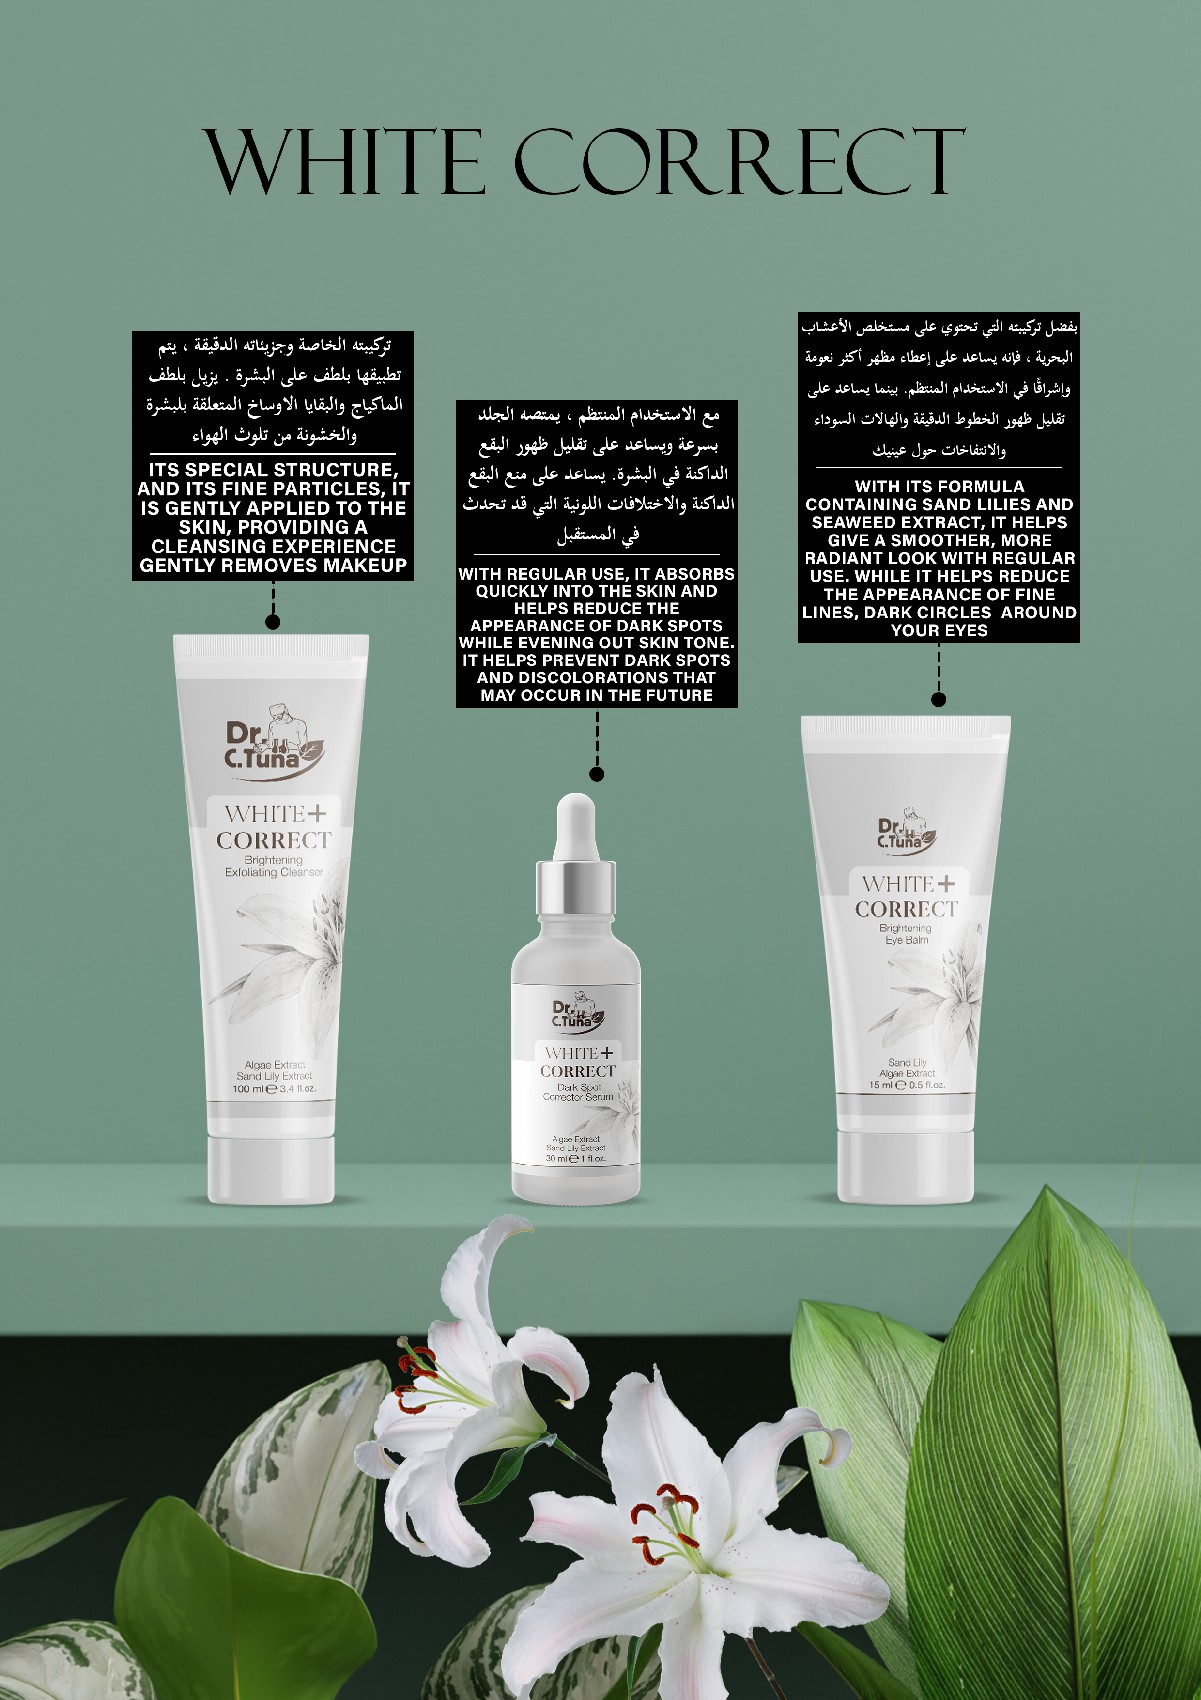 WHITE CORRECT
تركيبته الخاصة وجزيئاته الدقيقة ، يتم
تطبيقها بلطف على البشرة . يزيل بلطف
الماكياج والبقايا الاوساخ المتعلقة بلبشرة
والخشونة من تلوث الهواء
ITS SPECIAL STRUCTURE,
AND ITS FINE PARTICLES, IT
IS GENTLY APPLIED TO THE
SKIN, PROVIDING A
CLEANSING EXPERIENCE
GENTLY REMOVES MAKEUP
مع الاستخدام المنتظم ، يمتصه الجلد
بسرعة ويساعد على تقليل ظهور البقع
الداكنة في البشرة. يساعد على منع البقع
الداكنة والاختلافات اللونية التي قد تحدث
في المستقبل
WITH REGULAR USE, IT ABSORBS
QUICKLY INTO THE SKIN AND
HELPS REDUCE THE
APPEARANCE OF DARK SPOTS
WHILE EVENING OUT SKIN TONE.
IT HELPS PREVENT DARK SPOTS
AND DISCOLORATIONS THAT
MAY OCCUR IN THE FUTURE
بفضل تركيبته التي تحتوي على مستخلص الأعشاب
البحرية ، فإنه يساعد على إعطاء مظهر أكثر نعومة
وإشراقًا في الاستخدام المنتظم. بينما يساعد على
تقليل ظهور الخطوط الدقيقة والهالات السوداء
والانتفاخات حول عينيك
WITH ITS FORMULA
CONTAINING SAND LILIES AND
SEAWEED EXTRACT, IT HELPS
GIVE A SMOOTHER, MORE
RADIANT LOOK WITH REGULAR
USE. WHILE IT HELPS REDUCE
THE APPEARANCE OF FINE
LINES, DARK CIRCLES AROUND
YOUR EYES
Dr.
C.Tuna
WHITE+
CORRECT
Brightening
Exfoliating Cleanser
Algae Extract
Sand Lily Extract
100 ml ℮ 3.4 fl.oz.
Dr.
C.Tuna
WHITE+
CORRECT
Dark Spot
Corrector Serum
Algae Extract
Sand Lily Extract
30 ml ℮ 1 fl.oz.
Dr.
C.Tuna
WHITE+
CORRECT
Brightening
Eye Balm
Sand Lily
Algae Extract
15 ml ℮ 0.5 fl.oz.